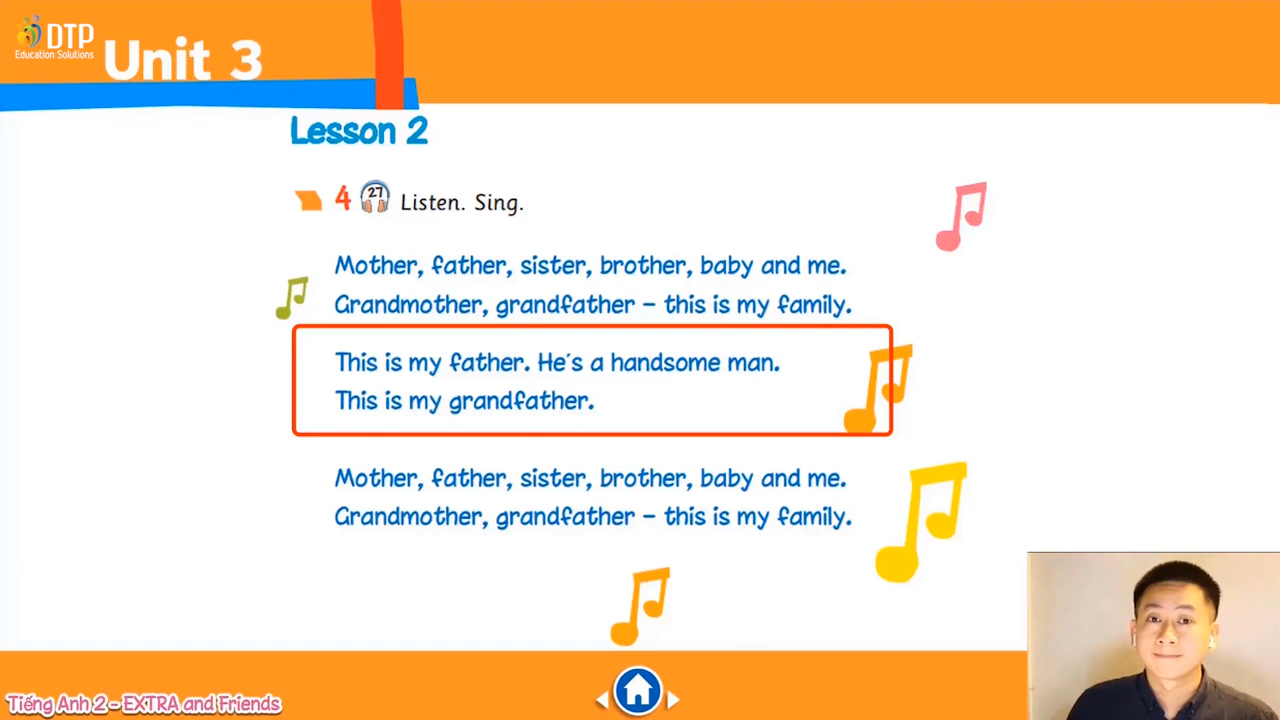 DTP
Education Solutions
Unit 3
Lesson 2
4 27 Listen. Sing.
Mother, father, sister, brother, baby and me.
Grandmother, grandfather – this is my family.
This is my father. He's a handsome man.
This is my grandfather.
Mother, father, sister, brother, baby and me.
Grandmother, grandfather – this is my family.
Tiếng Anh 2 - EXTRA and Friends